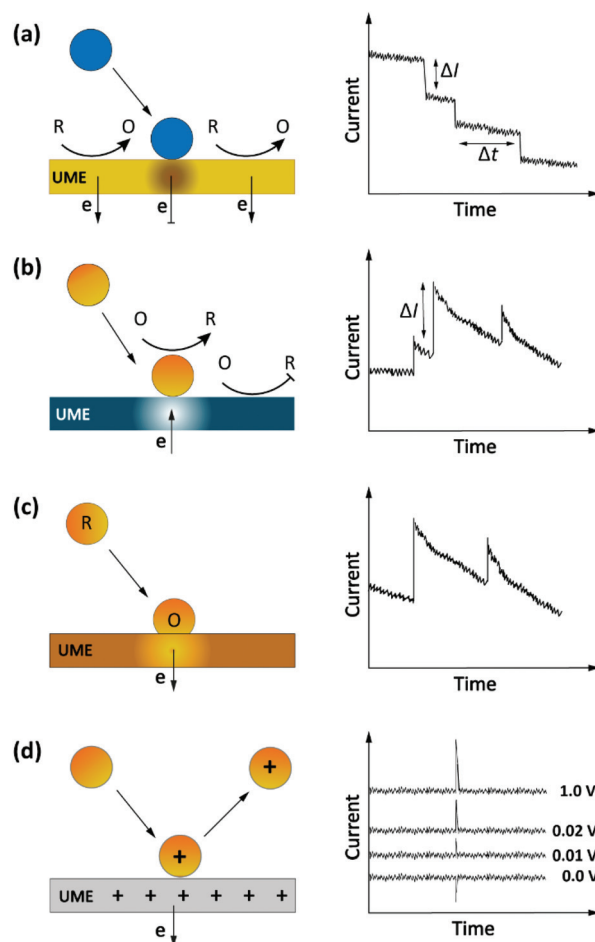 (a)
R O R O
UME
e e e
Current
ΔI
Δt
Time
(b)
O R
O R
UME
e
Current
ΔI
Time
(c)
R
O
UME
e
Current
Time
(d)
+
+
UME + + + + + +
e
Current
1.0 V
0.02 V
0.01 V
0.0 V
Time